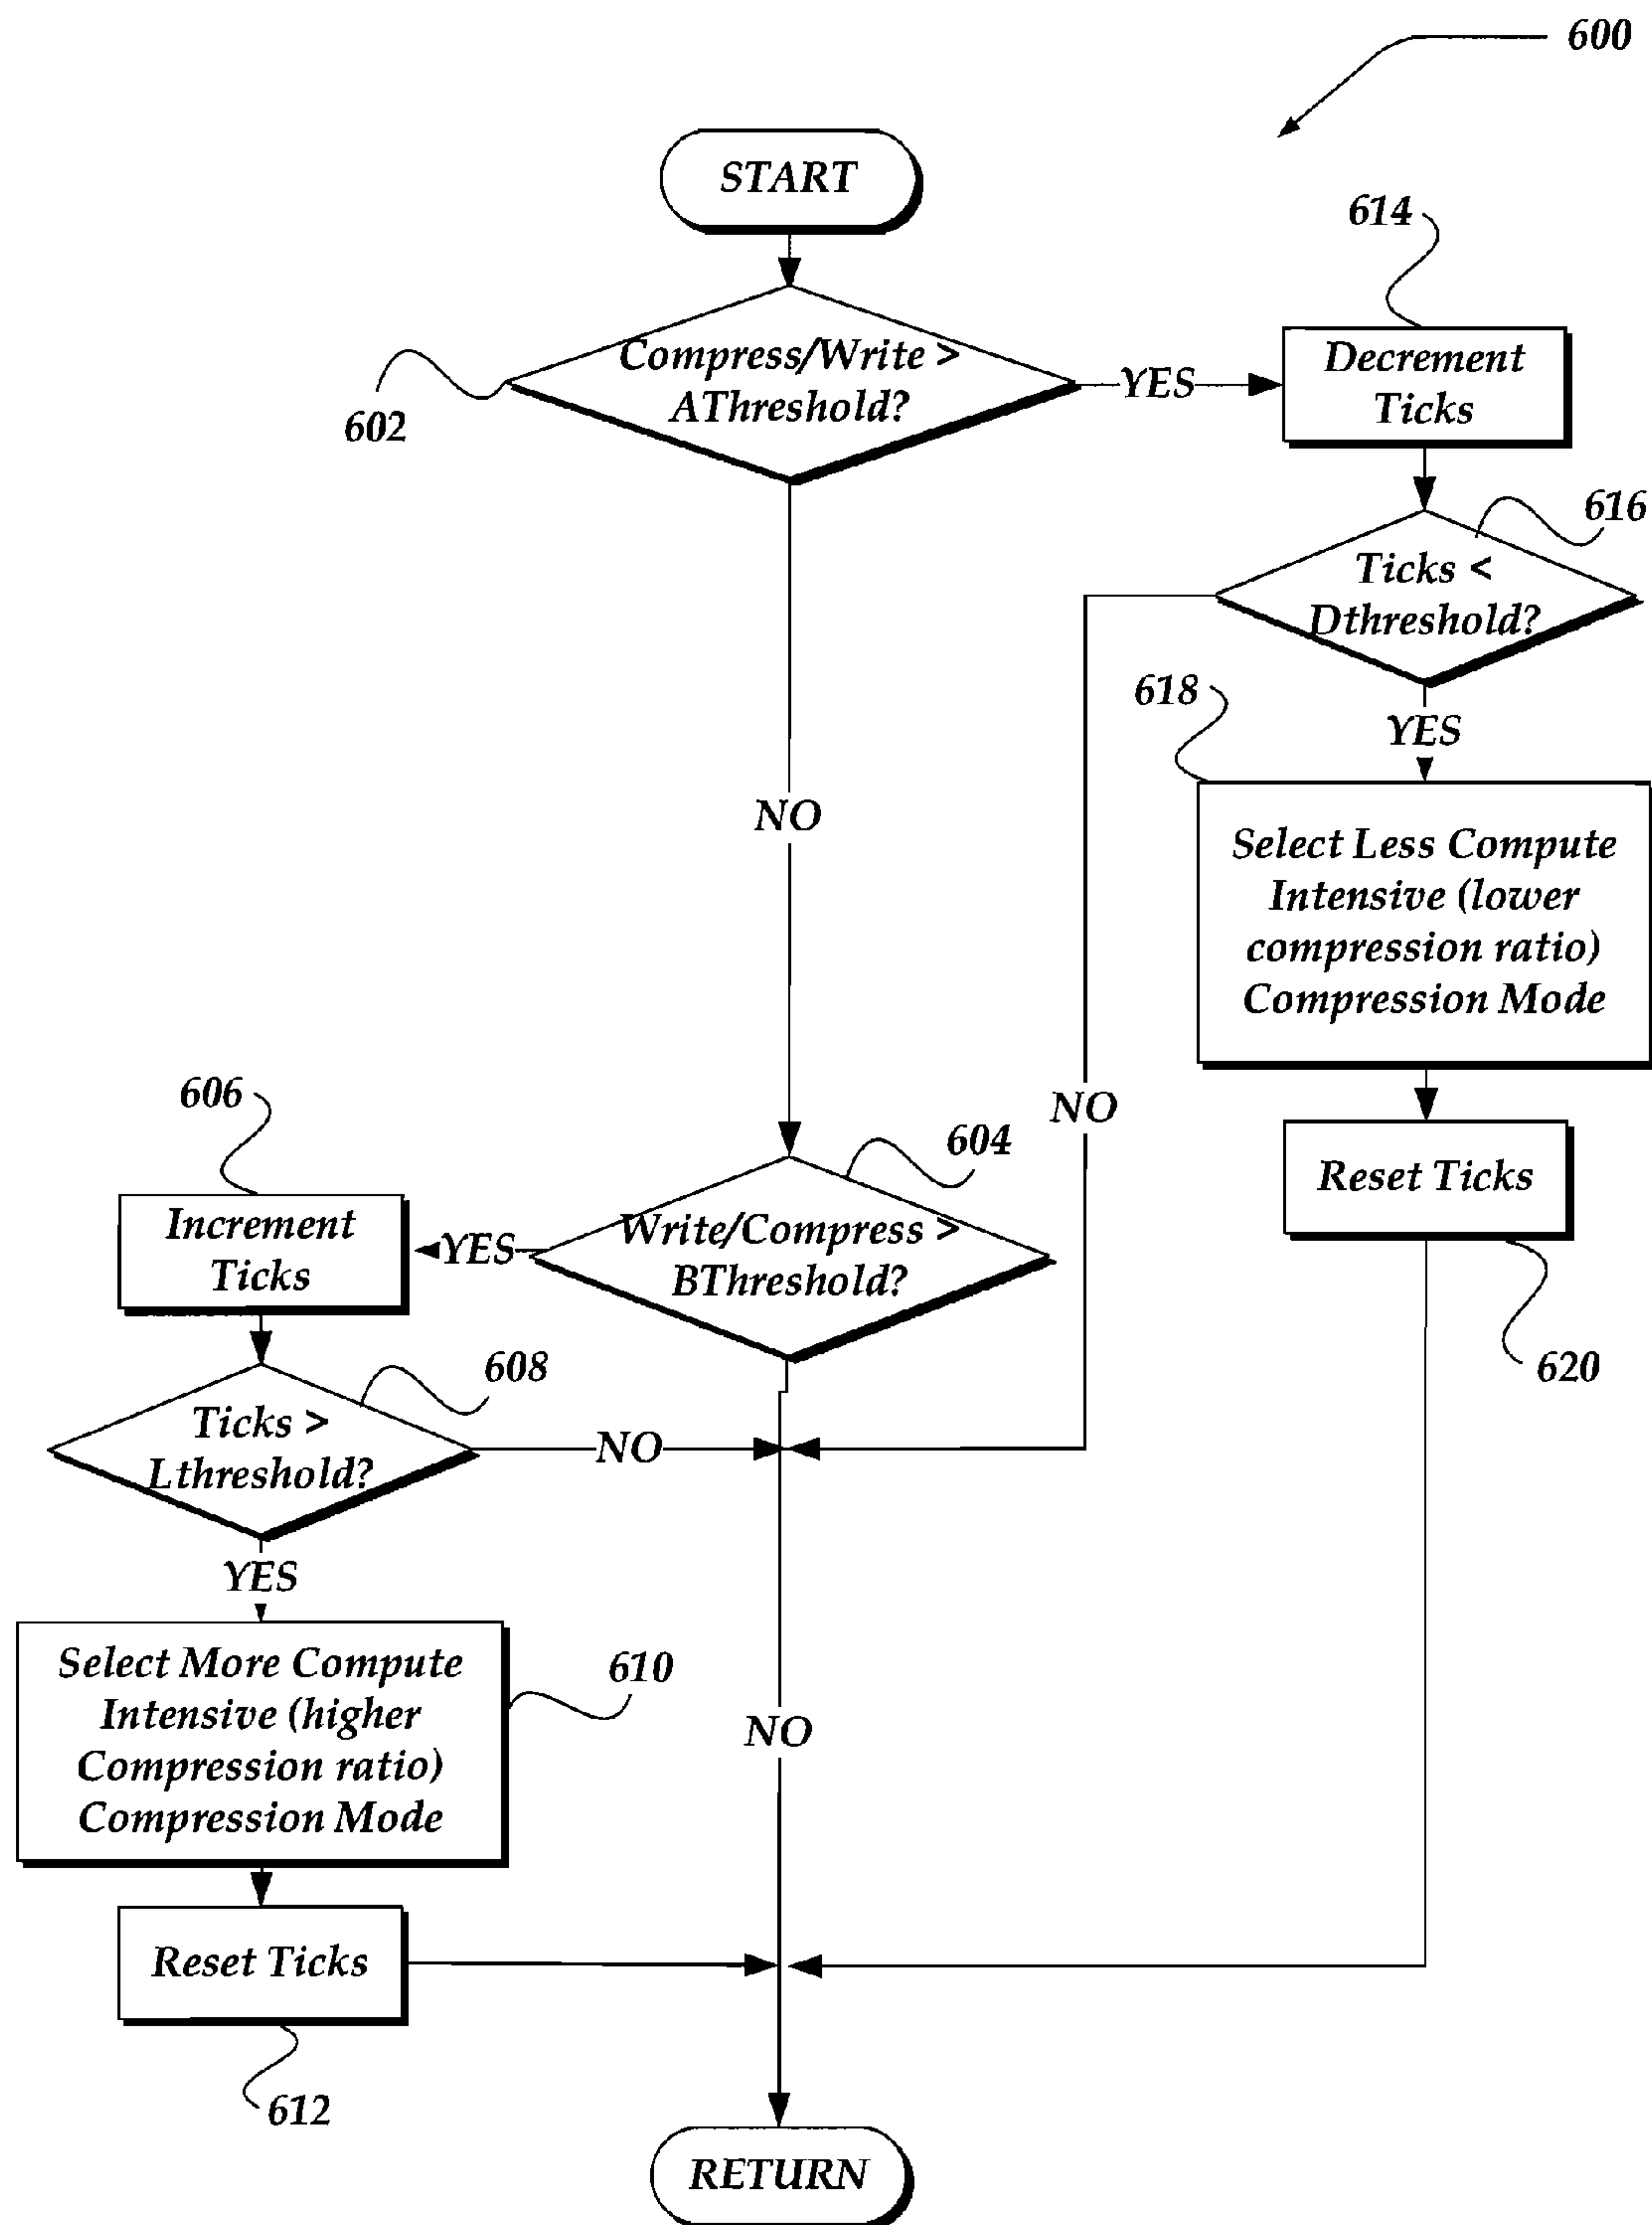 600
START
614
Compress/Write >
AThreshold?
YES
Decrement
Ticks
602
616
Ticks <
Dthreshold?
618
YES
NO
Select Less Compute
Intensive (lower
compression ratio)
Compression Mode
606
NO
604
Reset Ticks
Increment
Ticks
YES
Write/Compress >
BThreshold?
608
620
Ticks >
Lthreshold?
NO
YES
Select More Compute
Intensive (higher
Compression ratio)
Compression Mode
610
NO
Reset Ticks
612
RETURN